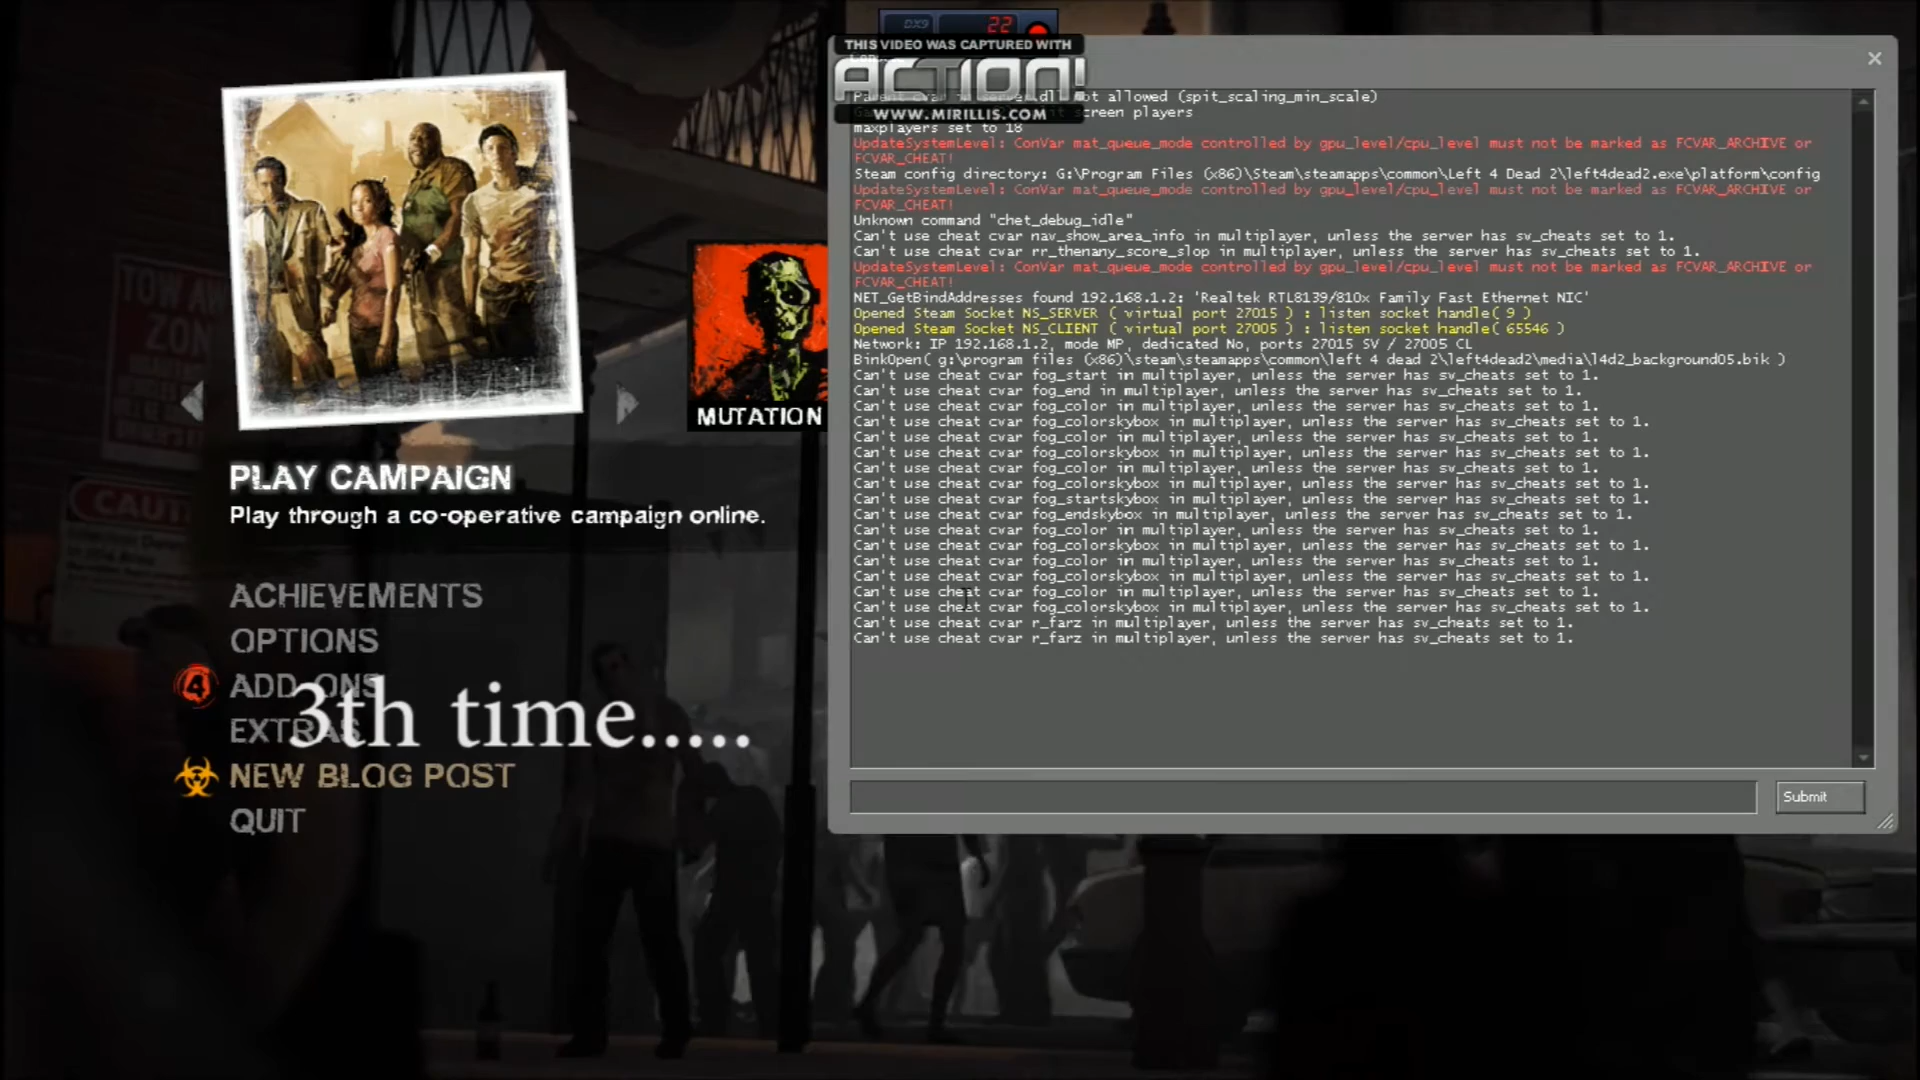 DX9 22
THIS VIDEO WAS CAPTURED WITH
ACTION!
WWW.MIRILLIS.COM
not allowed (spit_scaling_min_scale)
screen players
maxplayers set to 18
UpdateSystemLevel: ConVar mat_queue_mode controlled by gpu_level/cpu_level must not be marked as FCVAR_ARCHIVE or
FCVAR_CHEAT!
Steam config directory: G:\Program Files (x86)\Steam\steamapps\common\Left 4 Dead 2\left4dead2.exe\platform\config
UpdateSystemLevel: ConVar mat_queue_mode controlled by gpu_level/cpu_level must not be marked as FCVAR_ARCHIVE or
FCVAR_CHEAT!
Unknown command "chet_debug_idle"
Can't use cheat cvar nav_show_area_info in multiplayer, unless the server has sv_cheats set to 1.
Can't use cheat cvar rr_thenany_score_slop in multiplayer, unless the server has sv_cheats set to 1.
UpdateSystemLevel: ConVar mat_queue_mode controlled by gpu_level/cpu_level must not be marked as FCVAR_ARCHIVE or
FCVAR_CHEAT!
NET_GetBindAddresses found 192.168.1.2: 'Realtek RTL8139/810x Family Fast Ethernet NIC'
Opened Steam Socket NS_SERVER ( virtual port 27015 ) : listen socket handle( 9 )
Opened Steam Socket NS_CLIENT ( virtual port 27005 ) : listen socket handle( 65546 )
Network: IP 192.168.1.2, mode MP, dedicated No, ports 27015 SV / 27005 CL
BinkOpen( g:\program files (x86)\steam\steamapps\common\left 4 dead 2\left4dead2\media\l4d2_background05.bik )
Can't use cheat cvar fog_start in multiplayer, unless the server has sv_cheats set to 1.
Can't use cheat cvar fog_end in multiplayer, unless the server has sv_cheats set to 1.
Can't use cheat cvar fog_color in multiplayer, unless the server has sv_cheats set to 1.
Can't use cheat cvar fog_colorskybox in multiplayer, unless the server has sv_cheats set to 1.
Can't use cheat cvar fog_color in multiplayer, unless the server has sv_cheats set to 1.
Can't use cheat cvar fog_colorskybox in multiplayer, unless the server has sv_cheats set to 1.
Can't use cheat cvar fog_color in multiplayer, unless the server has sv_cheats set to 1.
Can't use cheat cvar fog_colorskybox in multiplayer, unless the server has sv_cheats set to 1.
Can't use cheat cvar fog_startskybox in multiplayer, unless the server has sv_cheats set to 1.
Can't use cheat cvar fog_endskybox in multiplayer, unless the server has sv_cheats set to 1.
Can't use cheat cvar fog_color in multiplayer, unless the server has sv_cheats set to 1.
Can't use cheat cvar fog_colorskybox in multiplayer, unless the server has sv_cheats set to 1.
Can't use cheat cvar fog_color in multiplayer, unless the server has sv_cheats set to 1.
Can't use cheat cvar fog_colorskybox in multiplayer, unless the server has sv_cheats set to 1.
Can't use cheat cvar fog_color in multiplayer, unless the server has sv_cheats set to 1.
Can't use cheat cvar fog_colorskybox in multiplayer, unless the server has sv_cheats set to 1.
Can't use cheat cvar r_farz in multiplayer, unless the server has sv_cheats set to 1.
Can't use cheat cvar r_farz in multiplayer, unless the server has sv_cheats set to 1.
Submit
MUTATION
PLAY CAMPAIGN
Play through a co-operative campaign online.
ACHIEVEMENTS
OPTIONS
4 ADD-ONS
3th time.....
EXTRAS
NEW BLOG POST
QUIT
TOW
ZON
CAUT